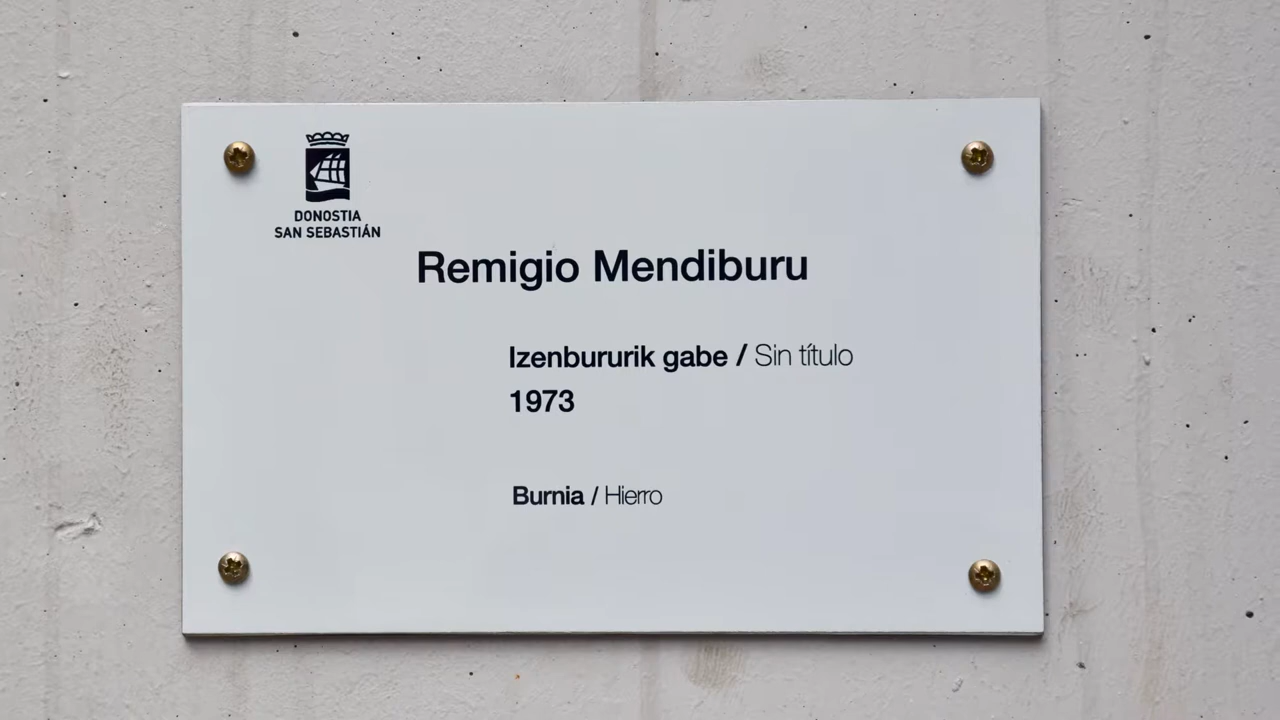 DONOSTIA
SAN SEBASTIÁN
Remigio Mendiburu
Izenbururik gabe / Sin título
1973
Burnia / Hierro